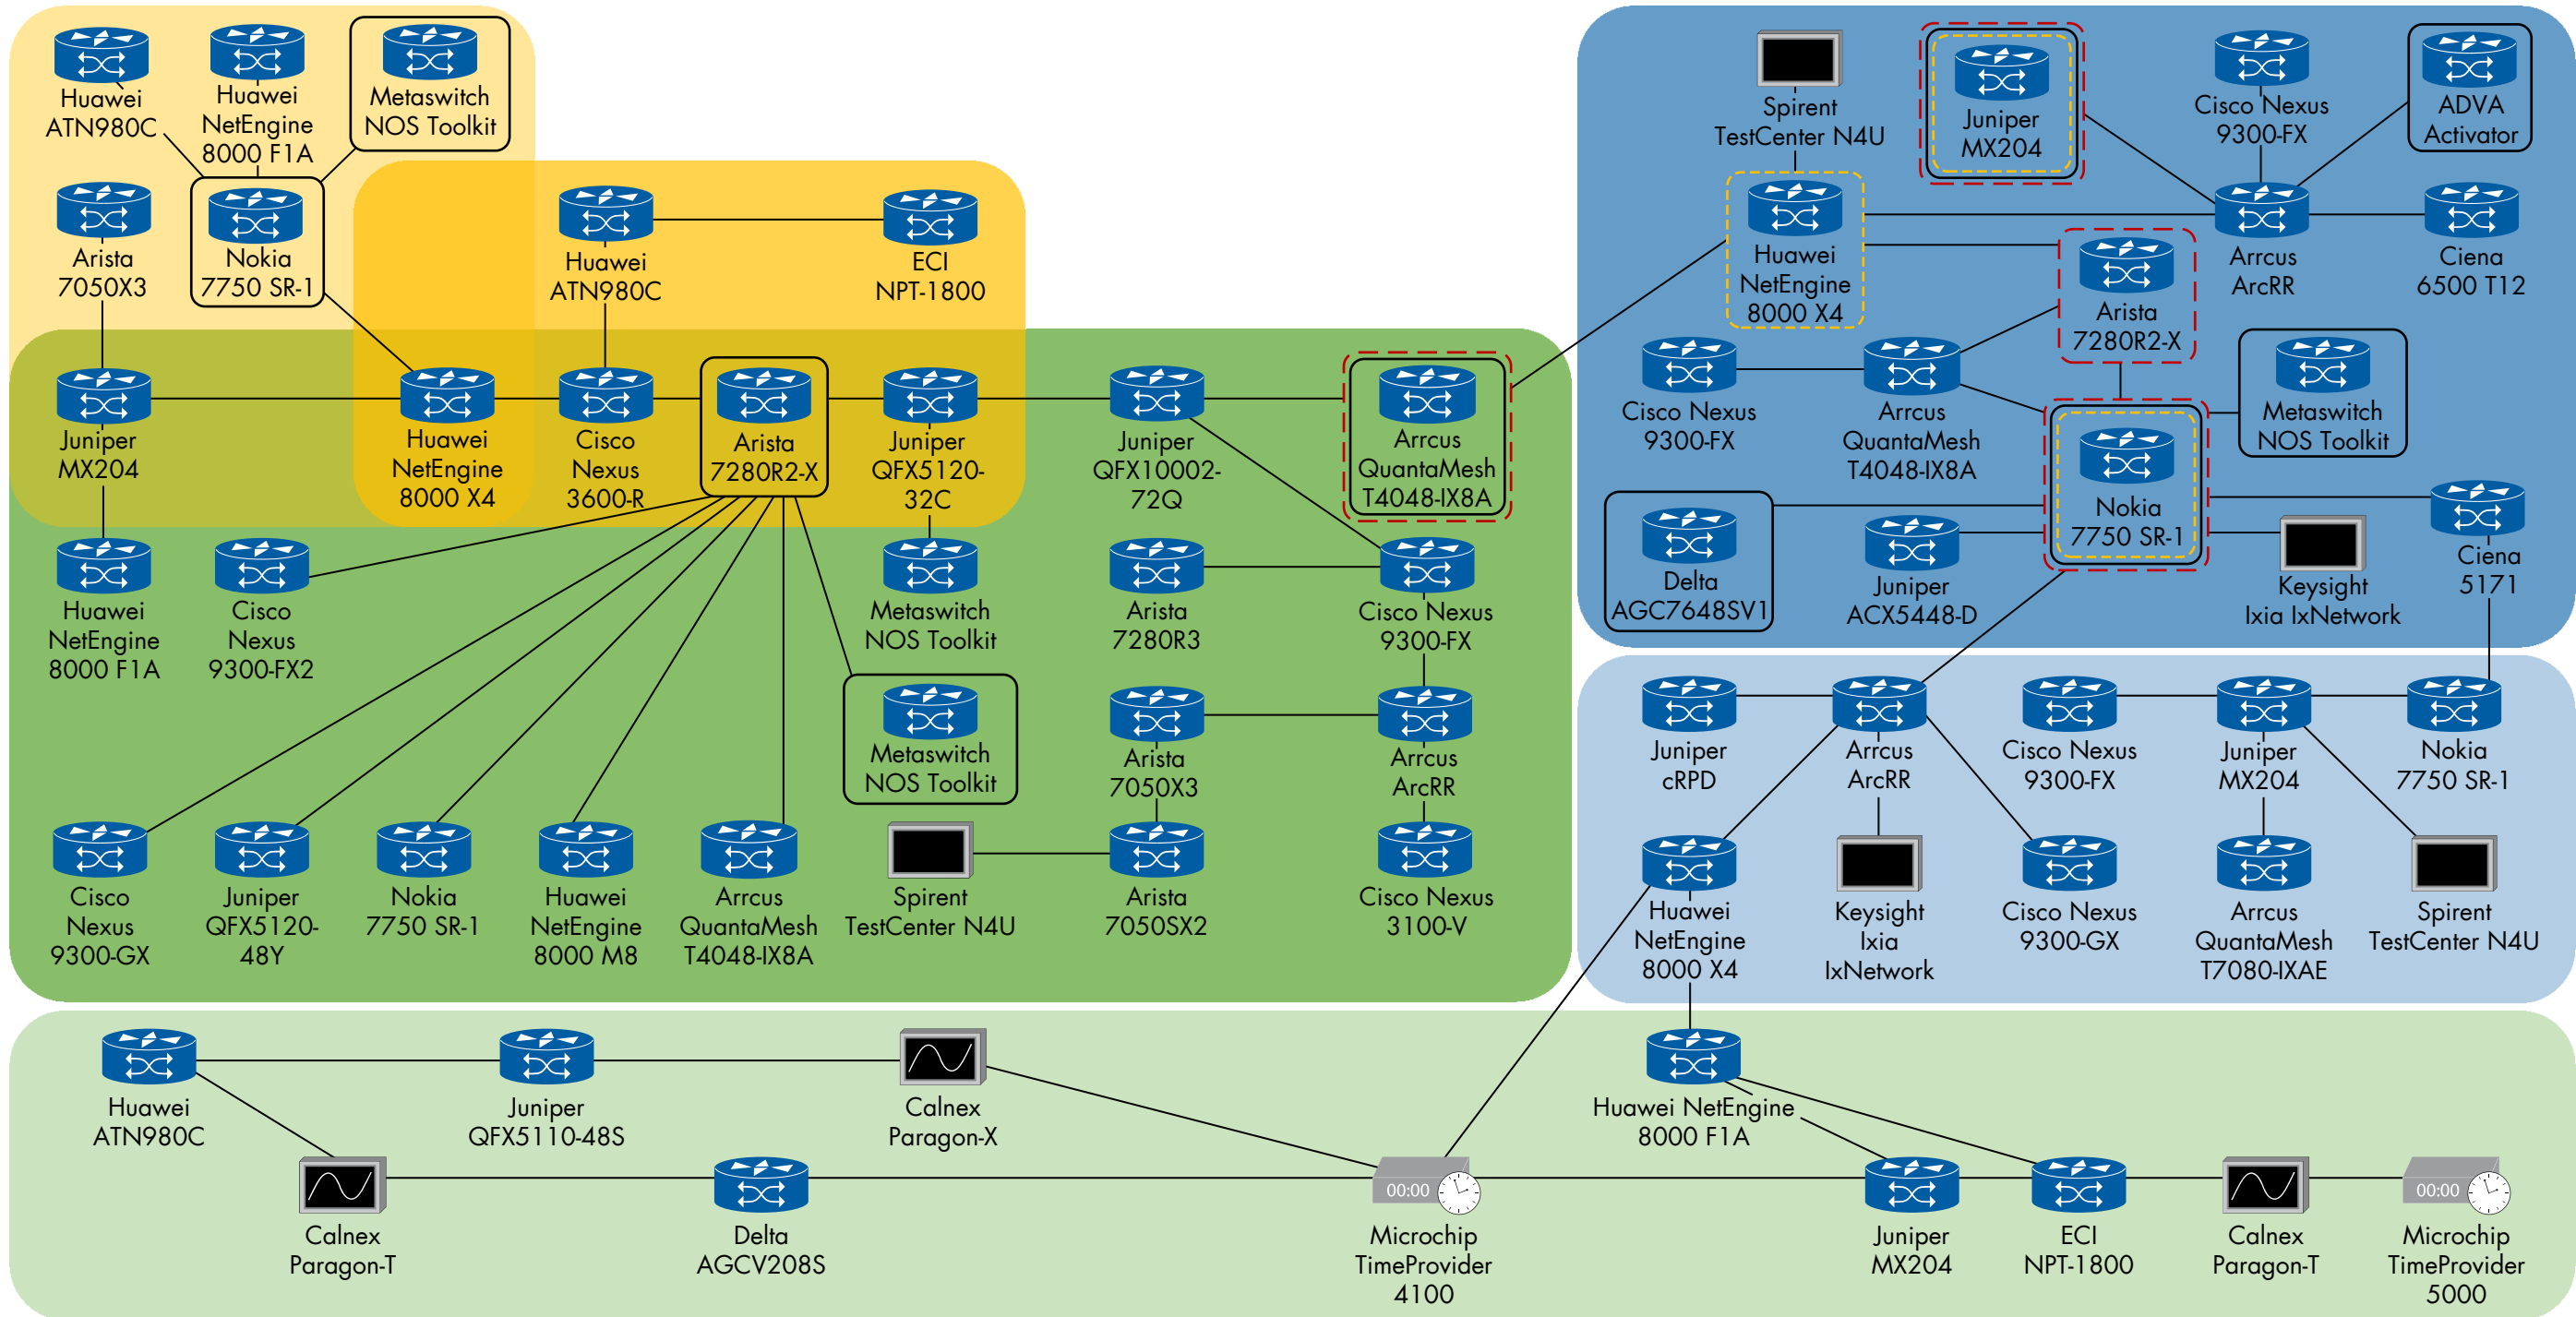 Huawei
ATN980C
Huawei
NetEngine
8000 F1A
Metaswitch
NOS Toolkit
Arista
7050X3
Nokia
7750 SR-1
Huawei
ATN980C
ECI
NPT-1800
Juniper
MX204
Huawei
NetEngine
8000 X4
Cisco
Nexus
3600-R
Arista
7280R2-X
Juniper
QFX5120-
32C
Juniper
QFX10002-
72Q
Arrcus
QuantaMesh
T4048-IX8A
Huawei
NetEngine
8000 F1A
Cisco
Nexus
9300-FX2
Metaswitch
NOS Toolkit
Arista
7280R3
Cisco Nexus
9300-FX
Metaswitch
NOS Toolkit
Arista
7050X3
Arrcus
ArcRR
Cisco
Nexus
9300-GX
Juniper
QFX5120-
48Y
Nokia
7750 SR-1
Huawei
NetEngine
8000 M8
Arrcus
QuantaMesh
T4048-IX8A
Spirent
TestCenter N4U
Arista
7050SX2
Cisco Nexus
3100-V
Spirent
TestCenter N4U
Juniper
MX204
Cisco Nexus
9300-FX
ADVA
Activator
Huawei
NetEngine
8000 X4
Arista
7280R2-X
Arrcus
ArcRR
Ciena
6500 T12
Cisco Nexus
9300-FX
Arrcus
QuantaMesh
T4048-IX8A
Metaswitch
NOS Toolkit
Nokia
7750 SR-1
Delta
AGC7648SV1
Juniper
ACX5448-D
Keysight
Ixia IxNetwork
Ciena
5171
Juniper
cRPD
Arrcus
ArcRR
Cisco Nexus
9300-FX
Juniper
MX204
Nokia
7750 SR-1
Huawei
NetEngine
8000 X4
Keysight
Ixia
IxNetwork
Cisco Nexus
9300-GX
Arrcus
QuantaMesh
T7080-IXAE
Spirent
TestCenter N4U
Huawei
ATN980C
Juniper
QFX5110-48S
Calnex
Paragon-X
Huawei NetEngine
8000 F1A
Calnex
Paragon-T
Delta
AGCV208S
00:00
Microchip
TimeProvider
4100
Juniper
MX204
ECI
NPT-1800
Calnex
Paragon-T
00:00
Microchip
TimeProvider
5000